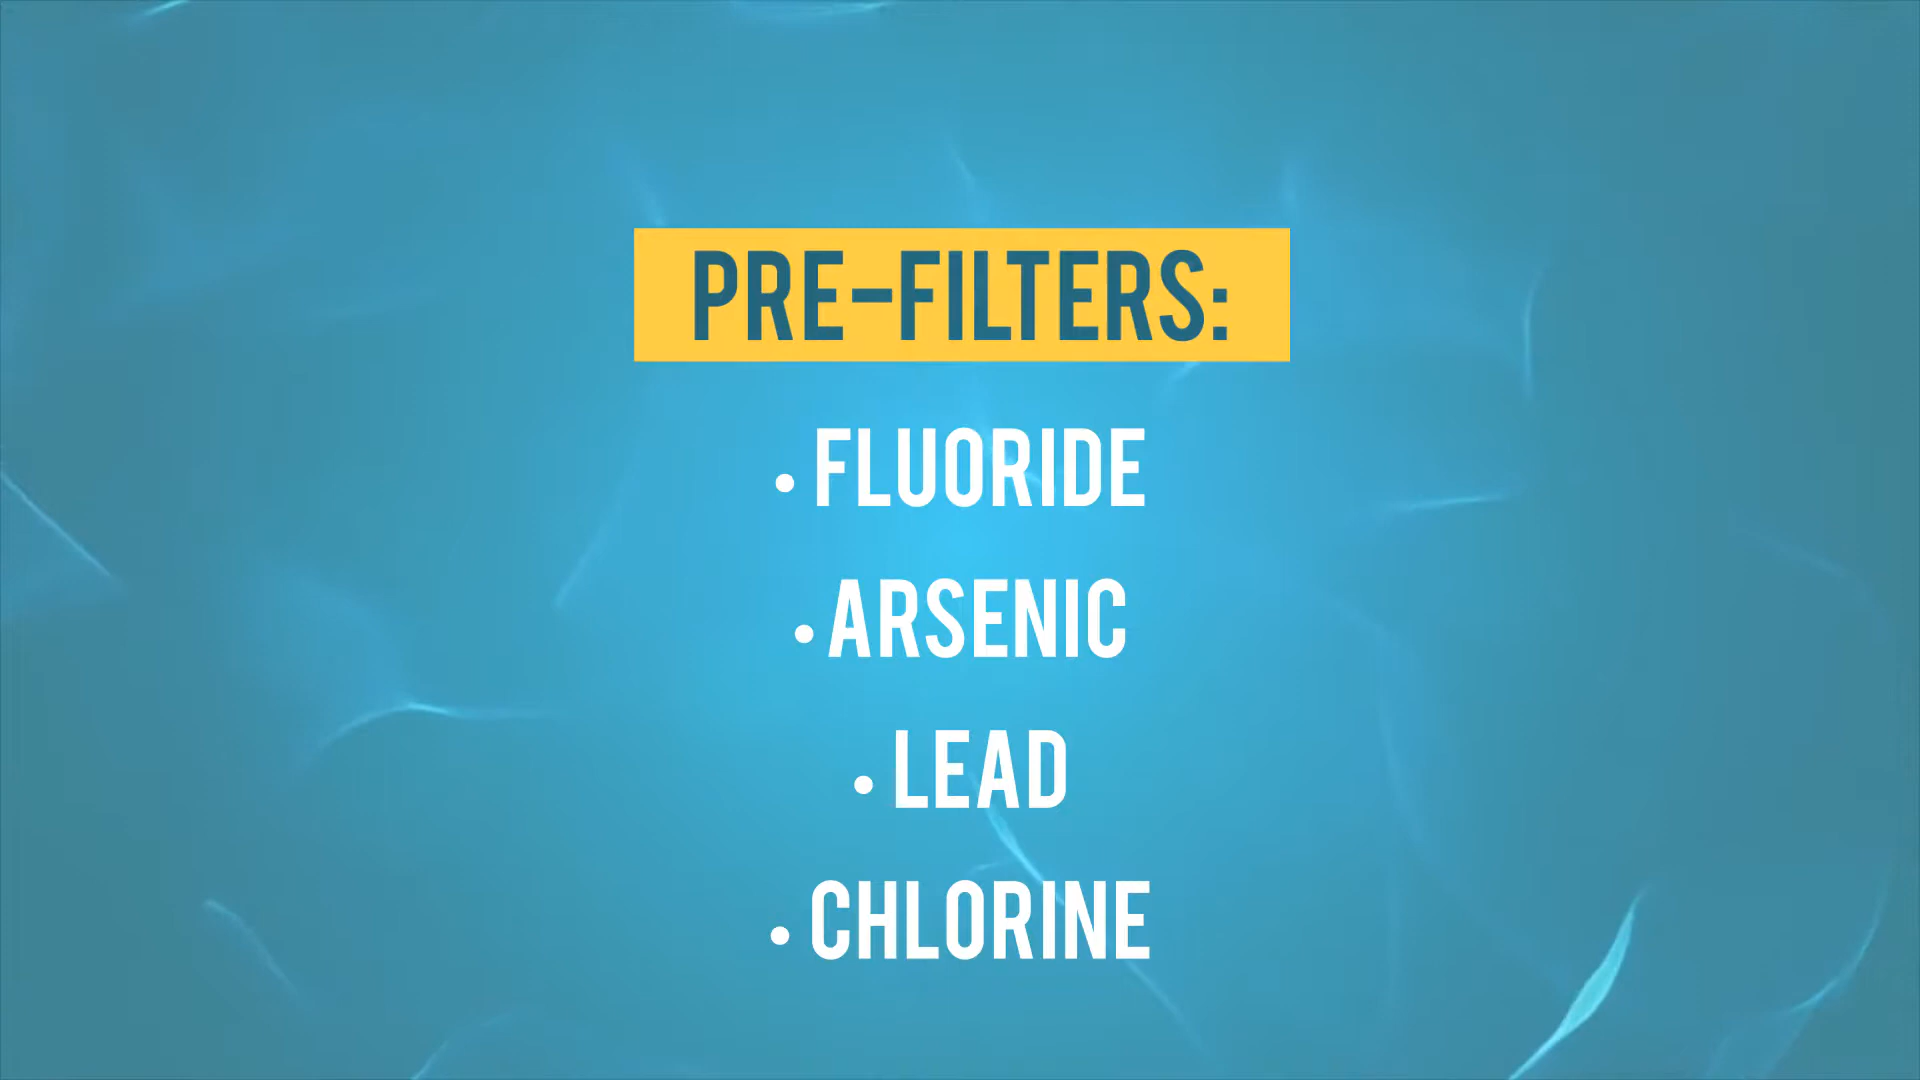 PRE-FILTERS:
• FLUORIDE
• ARSENIC
• LEAD
• CHLORINE